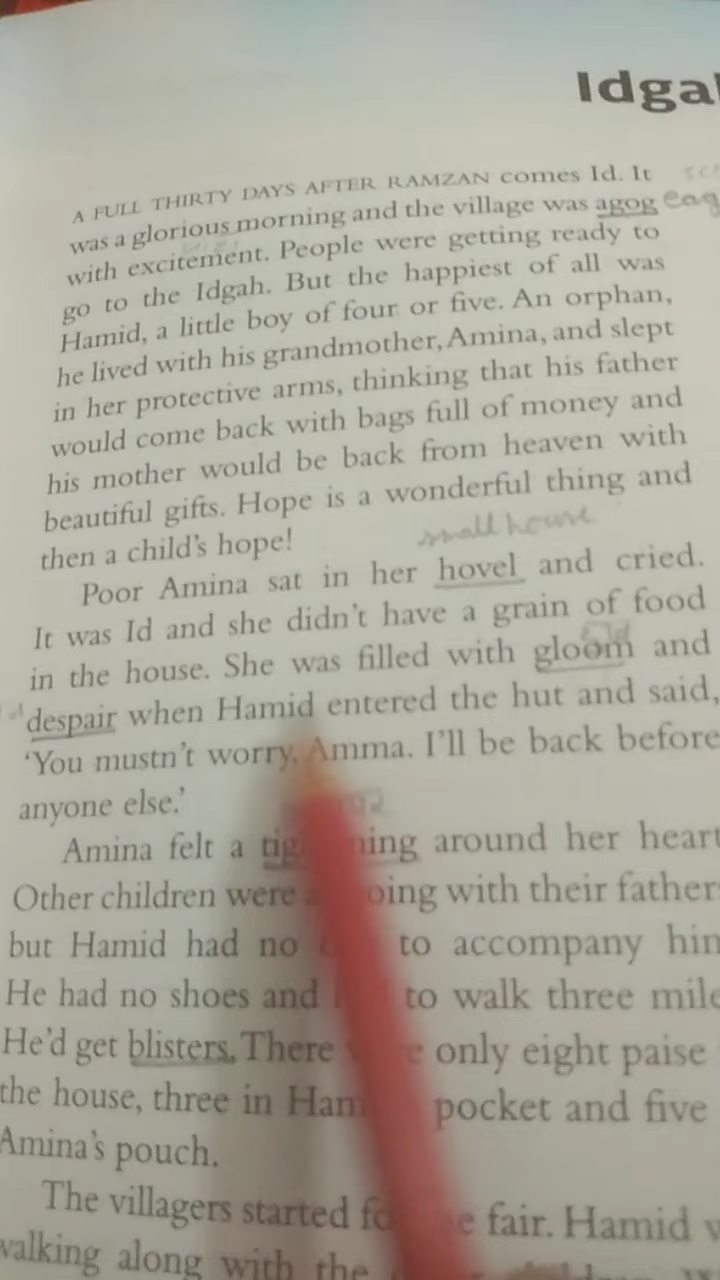 Idga
A FULL THIRTY DAYS AFTER RAMZAN comes Id. It
was a glorious morning and the village was agog eag
with excitement. People were getting ready to
go to the Idgah. But the happiest of all was
Hamid, a little boy of four or five. An orphan,
he lived with his grandmother, Amina, and slept
in her protective arms, thinking that his father
would come back with bags full of money and
his mother would be back from heaven with
beautiful gifts. Hope is a wonderful thing and
then a child's hope!
small house
Poor Amina sat in her hovel and cried.
It was Id and she didn't have a grain of food
in the house. She was filled with gloom and
despair when Hamid entered the hut and said,
'You mustn't worry, Amma. I'll be back before
anyone else.'
Amina felt a tig ning around her heart
Other children were oing with their father
but Hamid had no to accompany him
He had no shoes and to walk three mile
He'd get blisters. There only eight paise
the house, three in Ham pocket and five
Amina's pouch.
The villagers started fo e fair. Hamid w
walking along with the